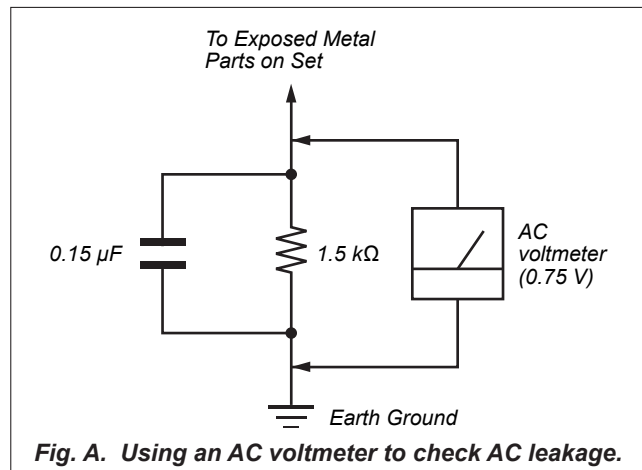 To Exposed Metal
Parts on Set
0.15 μF
1.5 kΩ
AC
voltmeter
(0.75 V)
Earth Ground
Fig. A. Using an AC voltmeter to check AC leakage.